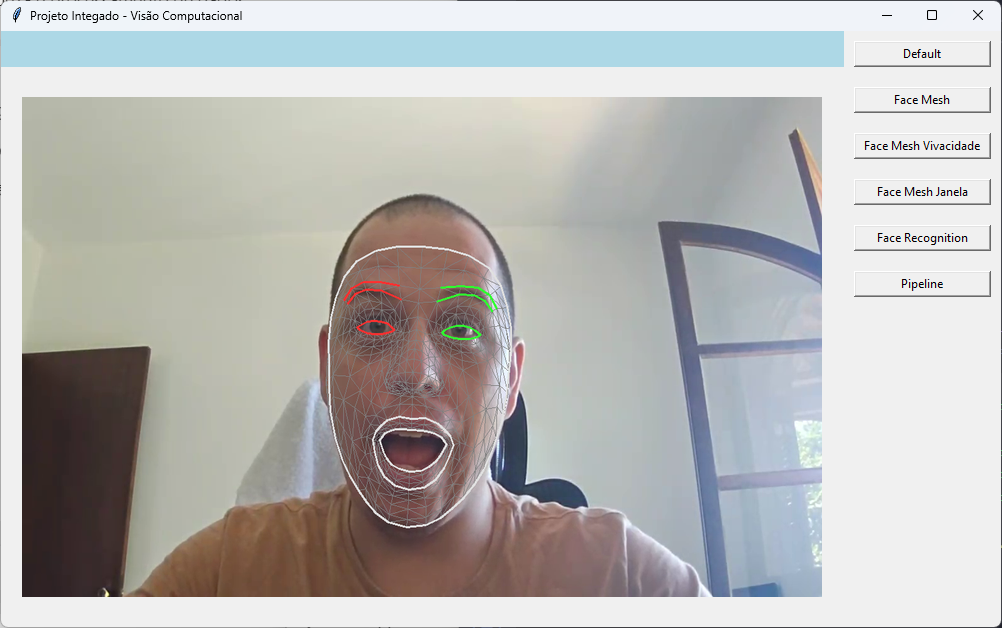 Projeto Integado - Visão Computacional
Default
Face Mesh
Face Mesh Vivacidade
Face Mesh Janela
Face Recognition
Pipeline